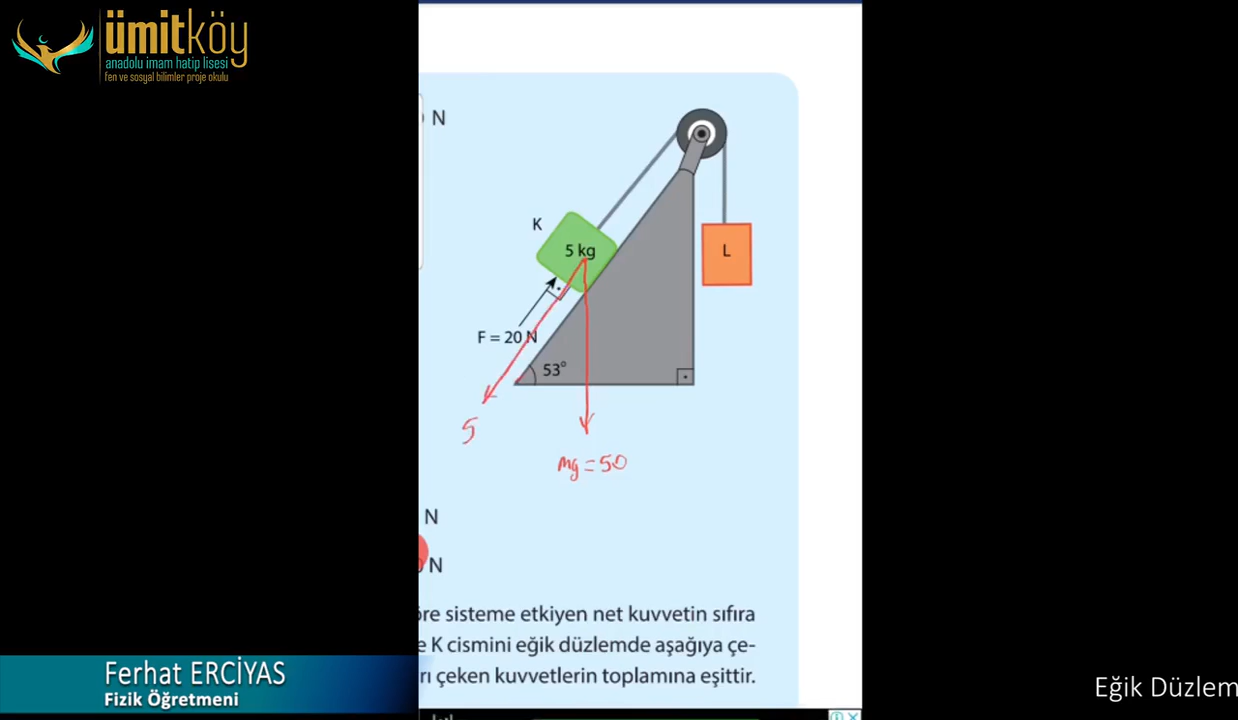 ümitköy
anadolu imam hatip lisesi
fen ve sosyal bilimler proje okulu
N
K
5 kg
L
F = 20 N
53°
5
mg = 50
N
N
öre sisteme etkiyen net kuvvetin sıfıra
e K cismini eğik düzlemde aşağıya çe-
rı çeken kuvvetlerin toplamına eşittir.
Ferhat ERCİYAS
Fizik Öğretmeni
Eğik Düzlem